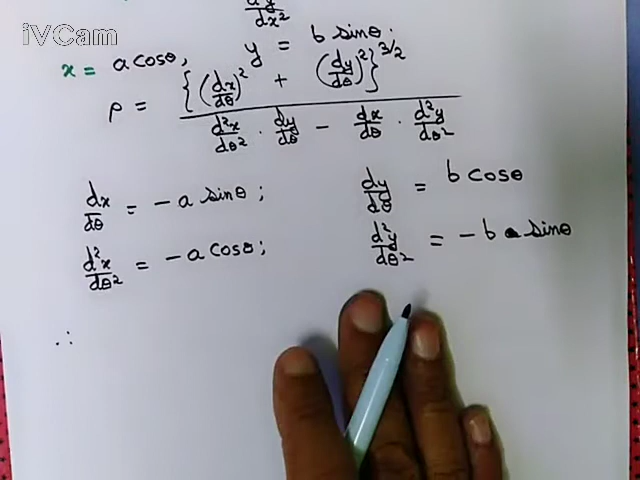 iVCam
dy/dx²
x = a cosθ, y = b sinθ.
ρ = {(dx/dθ)² + (dy/dθ)²}^3/2 / d²x/dθ² . dy/dθ − dx/dθ . d²y/dθ²
dx/dθ = − a sinθ ; dy/dθ = b cosθ
d²x/dθ² = − a cosθ ; d²y/dθ² = − b sinθ
∴